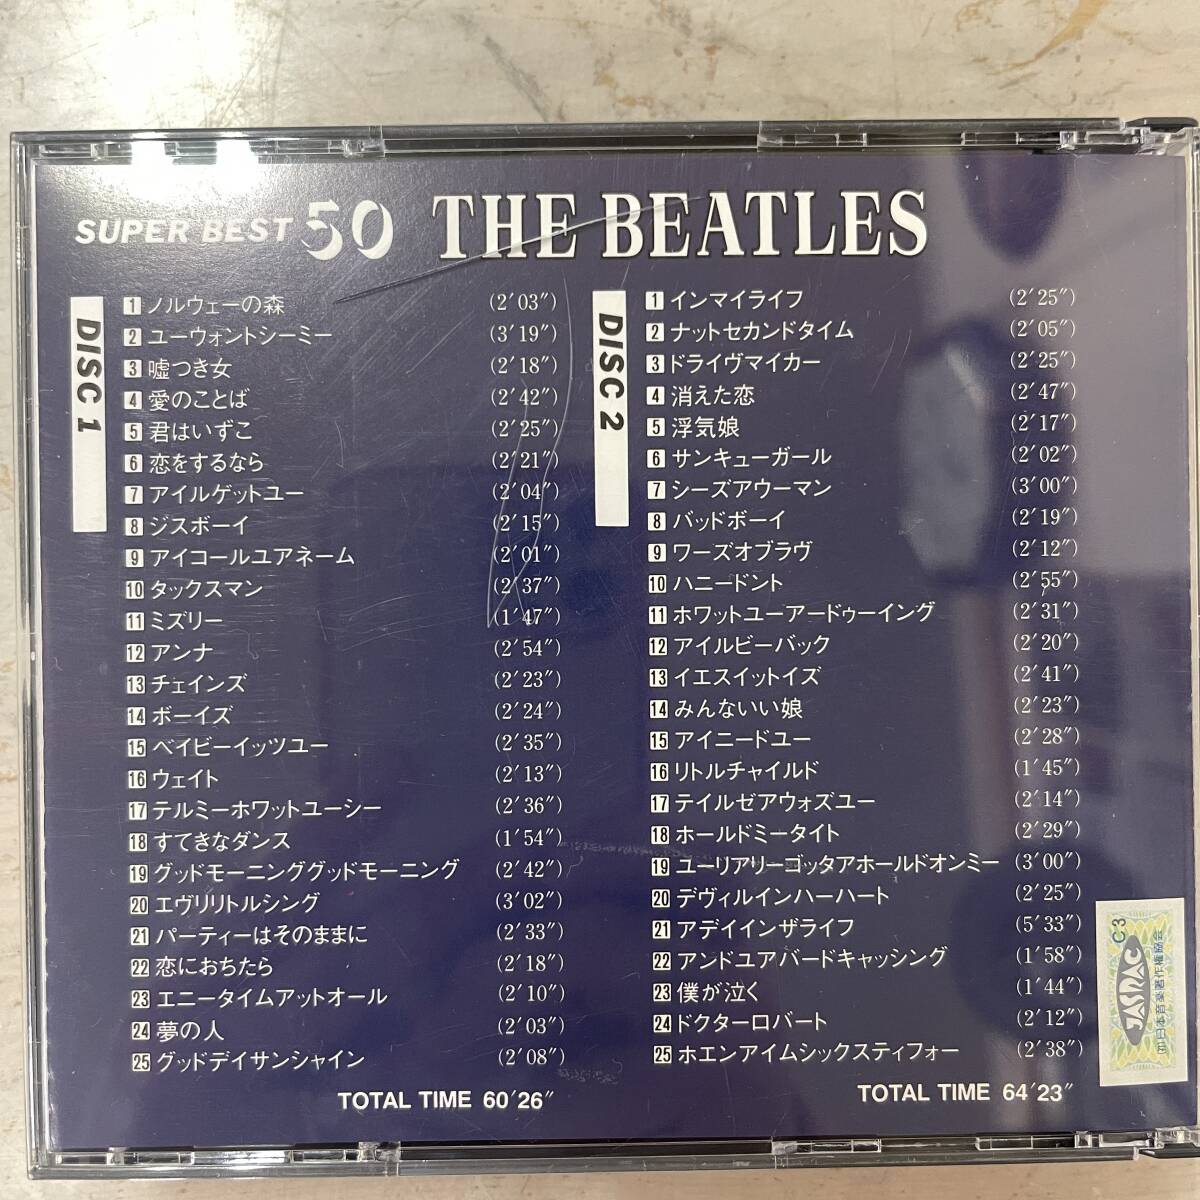 SUPER BEST 50 THE BEATLES
DISC 1
1 ノルウェーの森 (2'03")
2 ユーウォントシーミー (3'19")
3 嘘つき女 (2'18")
4 愛のことば (2'42")
5 君はいずこ (2'25")
6 恋をするなら (2'21")
7 アイルゲットユー (2'04")
8 ジスボーイ (2'15")
9 アイコールユアネーム (2'01")
10 タックスマン (2'37")
11 ミズリー (1'47")
12 アンナ (2'54")
13 チェインズ (2'23")
14 ボーイズ (2'24")
15 ベイビーイッツユー (2'35")
16 ウェイト (2'13")
17 テルミーホワットユーシー (2'36")
18 すてきなダンス (1'54")
19 グッドモーニンググッドモーニング (2'42")
20 エヴリリトルシング (3'02")
21 パーティーはそのままに (2'33")
22 恋におちたら (2'18")
23 エニータイムアットオール (2'10")
24 夢の人 (2'03")
25 グッドデイサンシャイン (2'08")
TOTAL TIME 60'26"
DISC 2
1 インマイライフ (2'25")
2 ナットセカンドタイム (2'05")
3 ドライヴマイカー (2'25")
4 消えた恋 (2'47")
5 浮気娘 (2'17")
6 サンキューガール (2'02")
7 シーズアウーマン (3'00")
8 バッドボーイ (2'19")
9 ワーズオブラヴ (2'12")
10 ハニードント (2'55")
11 ホワットユーアードゥーイング (2'31")
12 アイルビーバック (2'20")
13 イエスイットイズ (2'41")
14 みんないい娘 (2'23")
15 アイニードユー (2'28")
16 リトルチャイルド (1'45")
17 テイルゼアウォズユー (2'14")
18 ホールドミータイト (2'29")
19 ユーリアリーゴッタアホールドオンミー (3'00")
20 デヴィルインハーハート (2'25")
21 アデイインザライフ (5'33")
22 アンドユアバードキャッシング (1'58")
23 僕が泣く (1'44")
24 ドクターロバート (2'12")
25 ホエンアイムシックスティフォー (2'38")
TOTAL TIME 64'23"
C3
JASRAC
日本音楽著作権協会